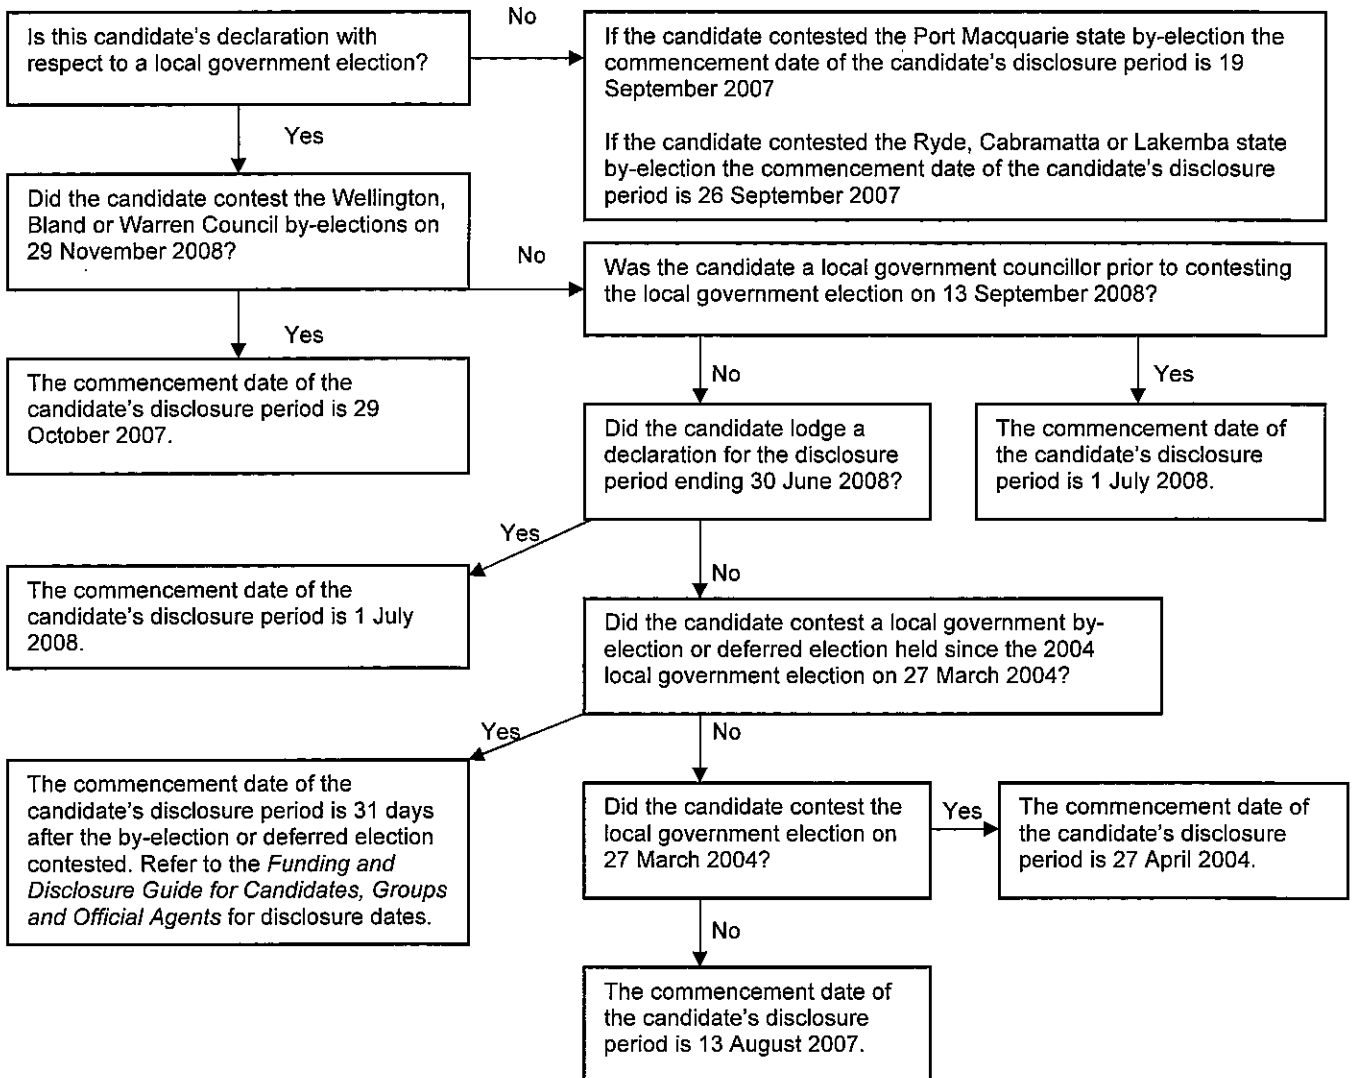 No
Is this candidate's declaration with
respect to a local government election?
If the candidate contested the Port Macquarie state by-election the
commencement date of the candidate's disclosure period is 19
September 2007
If the candidate contested the Ryde, Cabramatta or Lakemba state
by-election the commencement date of the candidate's disclosure
period is 26 September 2007
Yes
Did the candidate contest the Wellington,
Bland or Warren Council by-elections on
29 November 2008?
No
Was the candidate a local government councillor prior to contesting
the local government election on 13 September 2008?
Yes
The commencement date of the
candidate's disclosure period is 29
October 2007.
No
Yes
Did the candidate lodge a
declaration for the disclosure
period ending 30 June 2008?
The commencement date of
the candidate's disclosure
period is 1 July 2008.
Yes
The commencement date of the
candidate's disclosure period is 1 July
2008.
No
Did the candidate contest a local government by-
election or deferred election held since the 2004
local government election on 27 March 2004?
Yes
No
The commencement date of the
candidate's disclosure period is 31 days
after the by-election or deferred election
contested. Refer to the Funding and
Disclosure Guide for Candidates, Groups
and Official Agents for disclosure dates.
Did the candidate contest the
local government election on
27 March 2004?
Yes
The commencement date of
the candidate's disclosure
period is 27 April 2004.
No
The commencement date of
the candidate's disclosure
period is 13 August 2007.